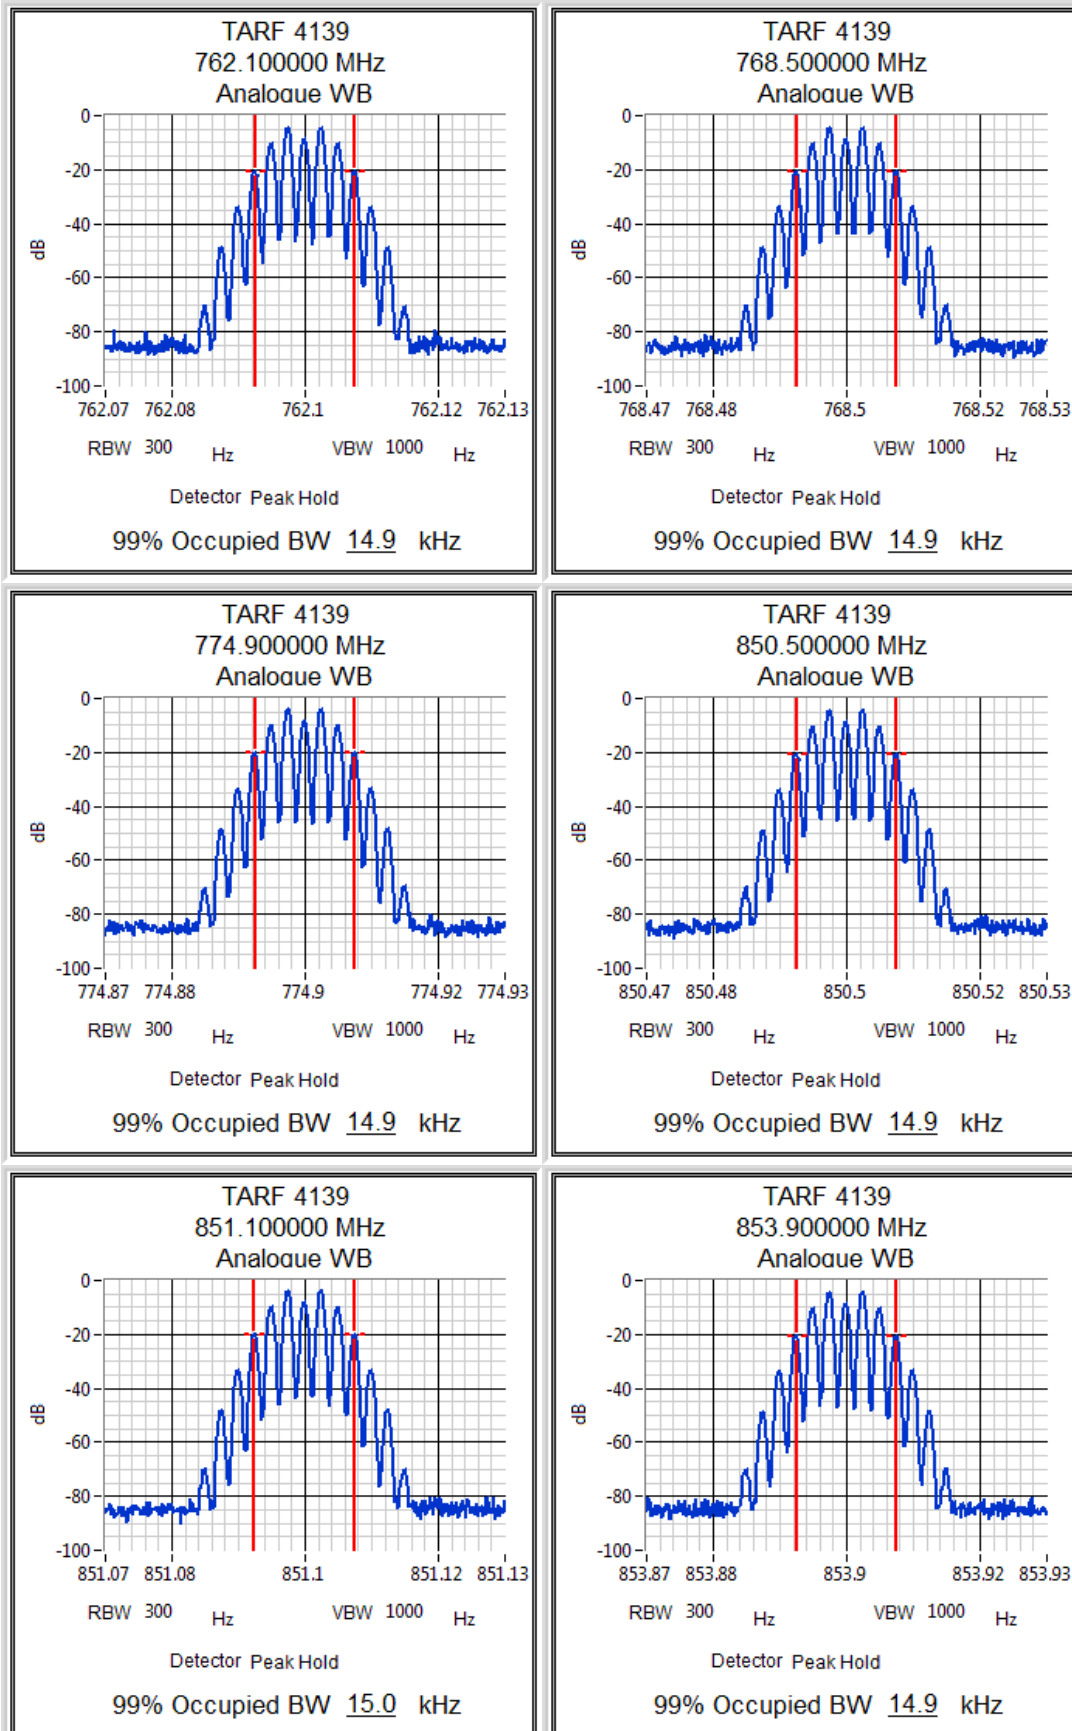 TARF 4139
762.100000 MHz
Analogue WB
0
-20
-40
-60
-80
-100
dB
762.07 762.08 762.1 762.12 762.13
RBW 300 Hz VBW 1000 Hz
Detector Peak Hold
99% Occupied BW 14.9 kHz
TARF 4139
768.500000 MHz
Analogue WB
0
-20
-40
-60
-80
-100
dB
768.47 768.48 768.5 768.52 768.53
RBW 300 Hz VBW 1000 Hz
Detector Peak Hold
99% Occupied BW 14.9 kHz
TARF 4139
774.900000 MHz
Analogue WB
0
-20
-40
-60
-80
-100
dB
774.87 774.88 774.9 774.92 774.93
RBW 300 Hz VBW 1000 Hz
Detector Peak Hold
99% Occupied BW 14.9 kHz
TARF 4139
850.500000 MHz
Analogue WB
0
-20
-40
-60
-80
-100
dB
850.47 850.48 850.5 850.52 850.53
RBW 300 Hz VBW 1000 Hz
Detector Peak Hold
99% Occupied BW 14.9 kHz
TARF 4139
851.100000 MHz
Analogue WB
0
-20
-40
-60
-80
-100
dB
851.07 851.08 851.1 851.12 851.13
RBW 300 Hz VBW 1000 Hz
Detector Peak Hold
99% Occupied BW 15.0 kHz
TARF 4139
853.900000 MHz
Analogue WB
0
-20
-40
-60
-80
-100
dB
853.87 853.88 853.9 853.92 853.93
RBW 300 Hz VBW 1000 Hz
Detector Peak Hold
99% Occupied BW 14.9 kHz